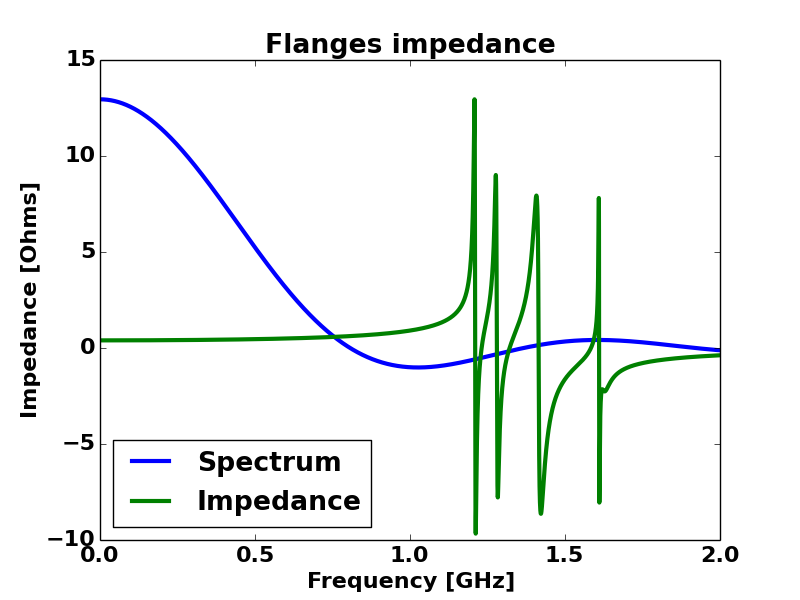 Flanges impedance
Impedance [Ohms]
15
10
5
0
−5
−10
Spectrum
Impedance
0.0
0.5
1.0
1.5
2.0
Frequency [GHz]